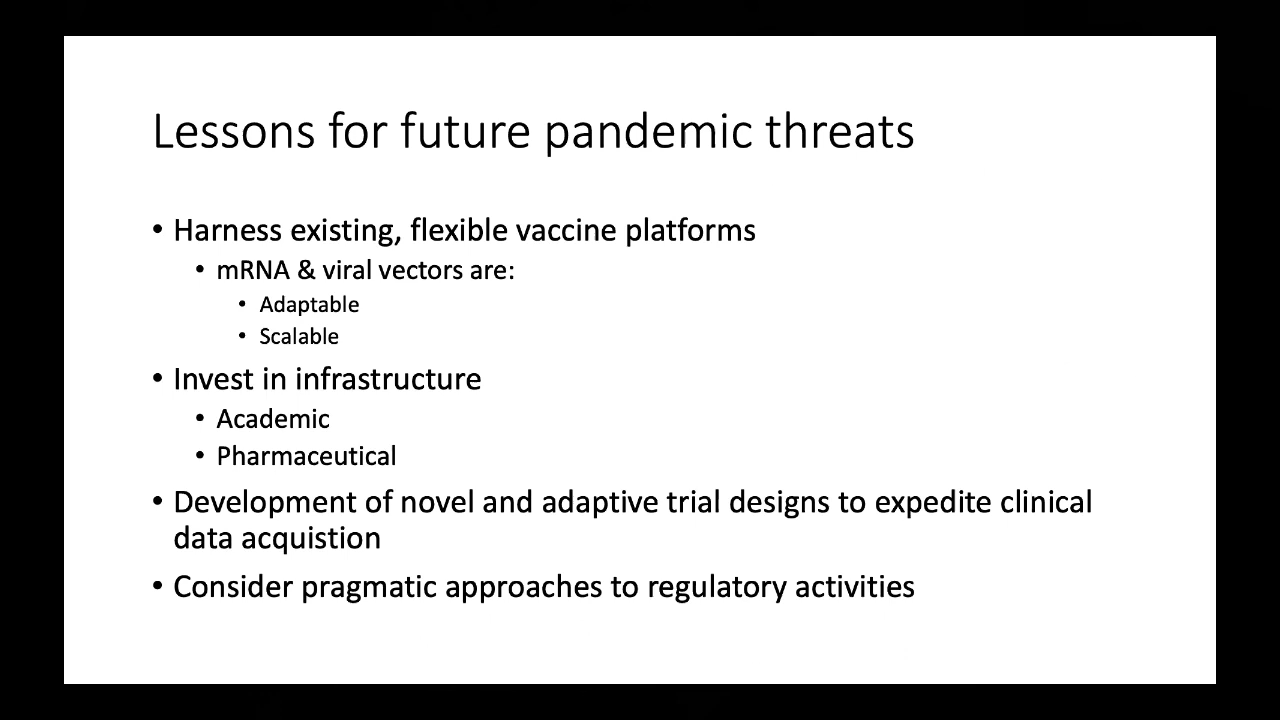 Lessons for future pandemic threats
• Harness existing, flexible vaccine platforms
• mRNA & viral vectors are:
• Adaptable
• Scalable
• Invest in infrastructure
• Academic
• Pharmaceutical
• Development of novel and adaptive trial designs to expedite clinical
data acquistion
• Consider pragmatic approaches to regulatory activities